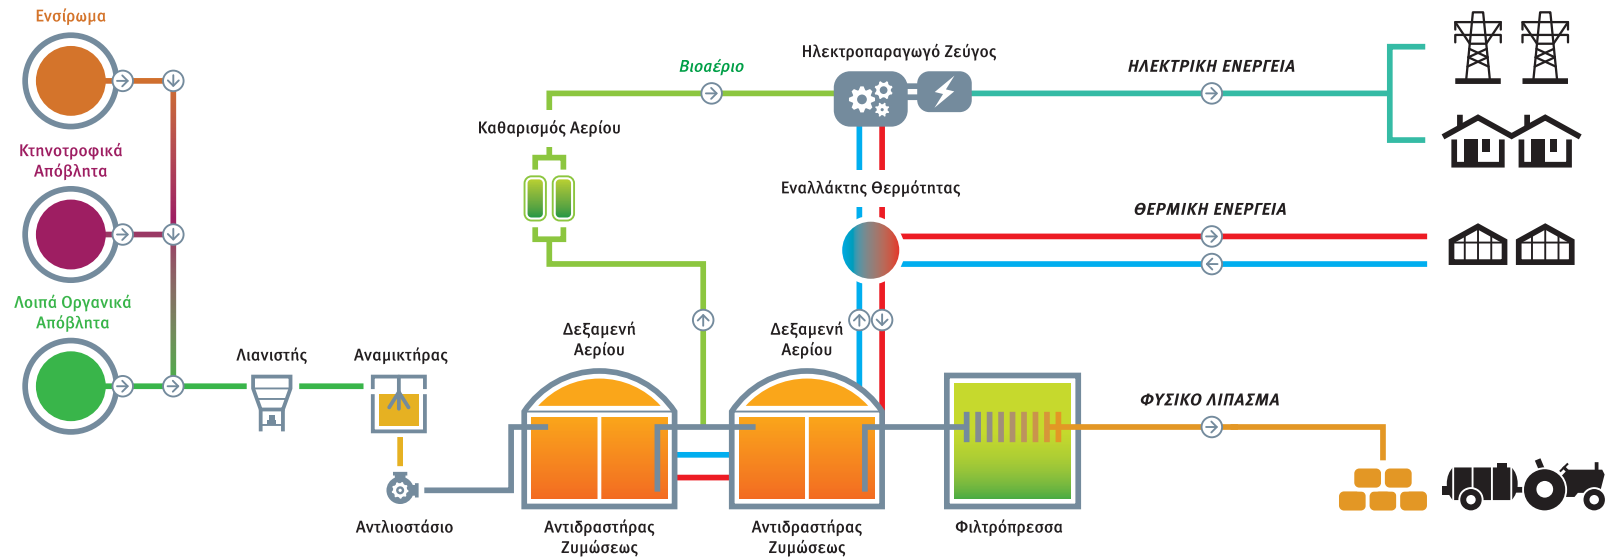 Ενσίρωμα
Κτηνοτροφικά
Απόβλητα
Λοιπά Οργανικά
Απόβλητα
Λιανιστής
Αναμικτήρας
Αντλιοστάσιο
Δεξαμενή
Αερίου
Αντιδραστήρας
Ζυμώσεως
Καθαρισμός Αερίου
Βιοαέριο
Ηλεκτροπαραγωγό Ζεύγος
Εναλλάκτης Θερμότητας
Δεξαμενή
Αερίου
Αντιδραστήρας
Ζυμώσεως
Φιλτρόπρεσσα
ΗΛΕΚΤΡΙΚΗ ΕΝΕΡΓΕΙΑ
ΘΕΡΜΙΚΗ ΕΝΕΡΓΕΙΑ
ΦΥΣΙΚΟ ΛΙΠΑΣΜΑ